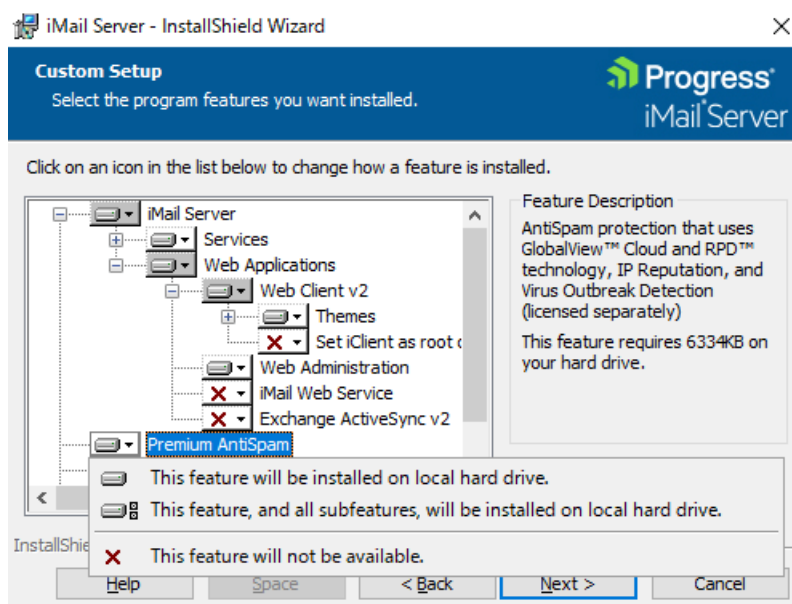 iMail Server - InstallShield Wizard
Custom Setup
Select the program features you want installed.
Progress
iMail Server
Click on an icon in the list below to change how a feature is installed.
iMail Server
Services
Web Applications
Web Client v2
Themes
Set iClient as root
Web Administration
iMail Web Service
Exchange ActiveSync v2
Premium AntiSpam
Feature Description
AntiSpam protection that uses
GlobalView™ Cloud and RPD™
technology, IP Reputation, and
Virus Outbreak Detection
(licensed separately)
This feature requires 6334KB on
your hard drive.
This feature will be installed on local hard drive.
This feature, and all subfeatures, will be installed on local hard drive.
This feature will not be available.
InstallShie
Help
Space
< Back
Next >
Cancel